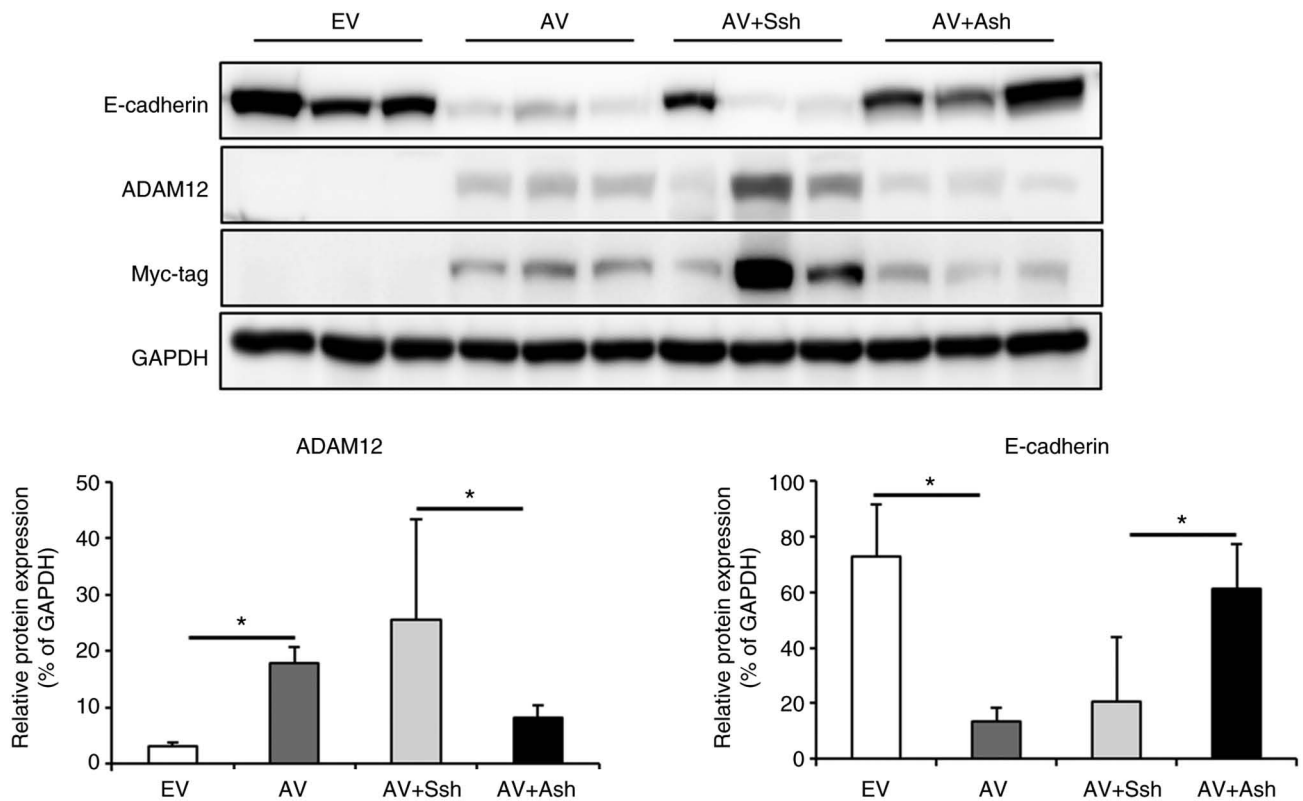 EV AV AV+Ssh AV+Ash
E-cadherin
ADAM12
Myc-tag
GAPDH
ADAM12
Relative protein expression
(% of GAPDH)
50
40
30
20
10
0
*
*
EV AV AV+Ssh AV+Ash
E-cadherin
Relative protein expression
(% of GAPDH)
100
80
60
40
20
0
*
*
EV AV AV+Ssh AV+Ash